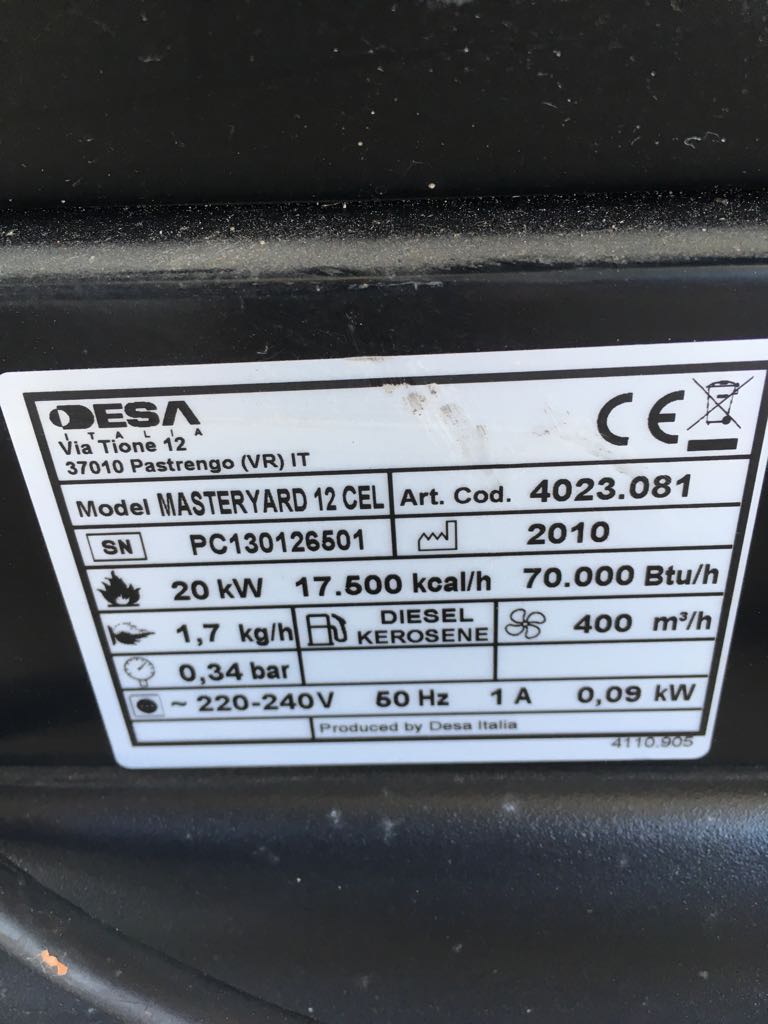 DESA
ITALIA
Via Tione 12
37010 Pastrengo (VR) IT
CE
Model MASTERYARD 12 CEL Art. Cod. 4023.081
SN PC130126501 2010
20 kW 17.500 kcal/h 70.000 Btu/h
1,7 kg/h DIESEL KEROSENE 400 m³/h
0,34 bar
~ 220-240V 50 Hz 1 A 0,09 kW
Produced by Desa Italia
4110.905